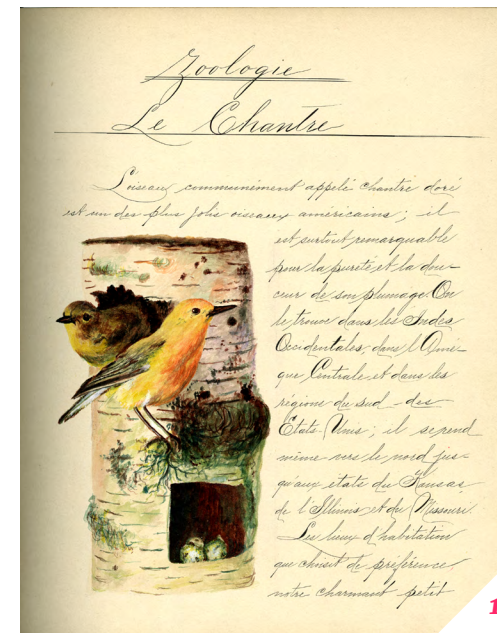 Zoologie
Le Chantre
L'oiseau communément appelé chantre doré
est un des plus jolis oiseaux américains ; il
est surtout remarquable
pour la pureté et la dou-
ceur de son plumage. On
le trouve dans les Indes
Occidentales, dans l'Amé-
rique Centrale et dans les
régions du sud des
États-Unis ; il se rend
même vers le nord jus-
qu'aux états du Kansas,
de l'Illinois et du Missouri.
Les lieux d'habitation
que choisit de préférence,
notre charmant petit
1